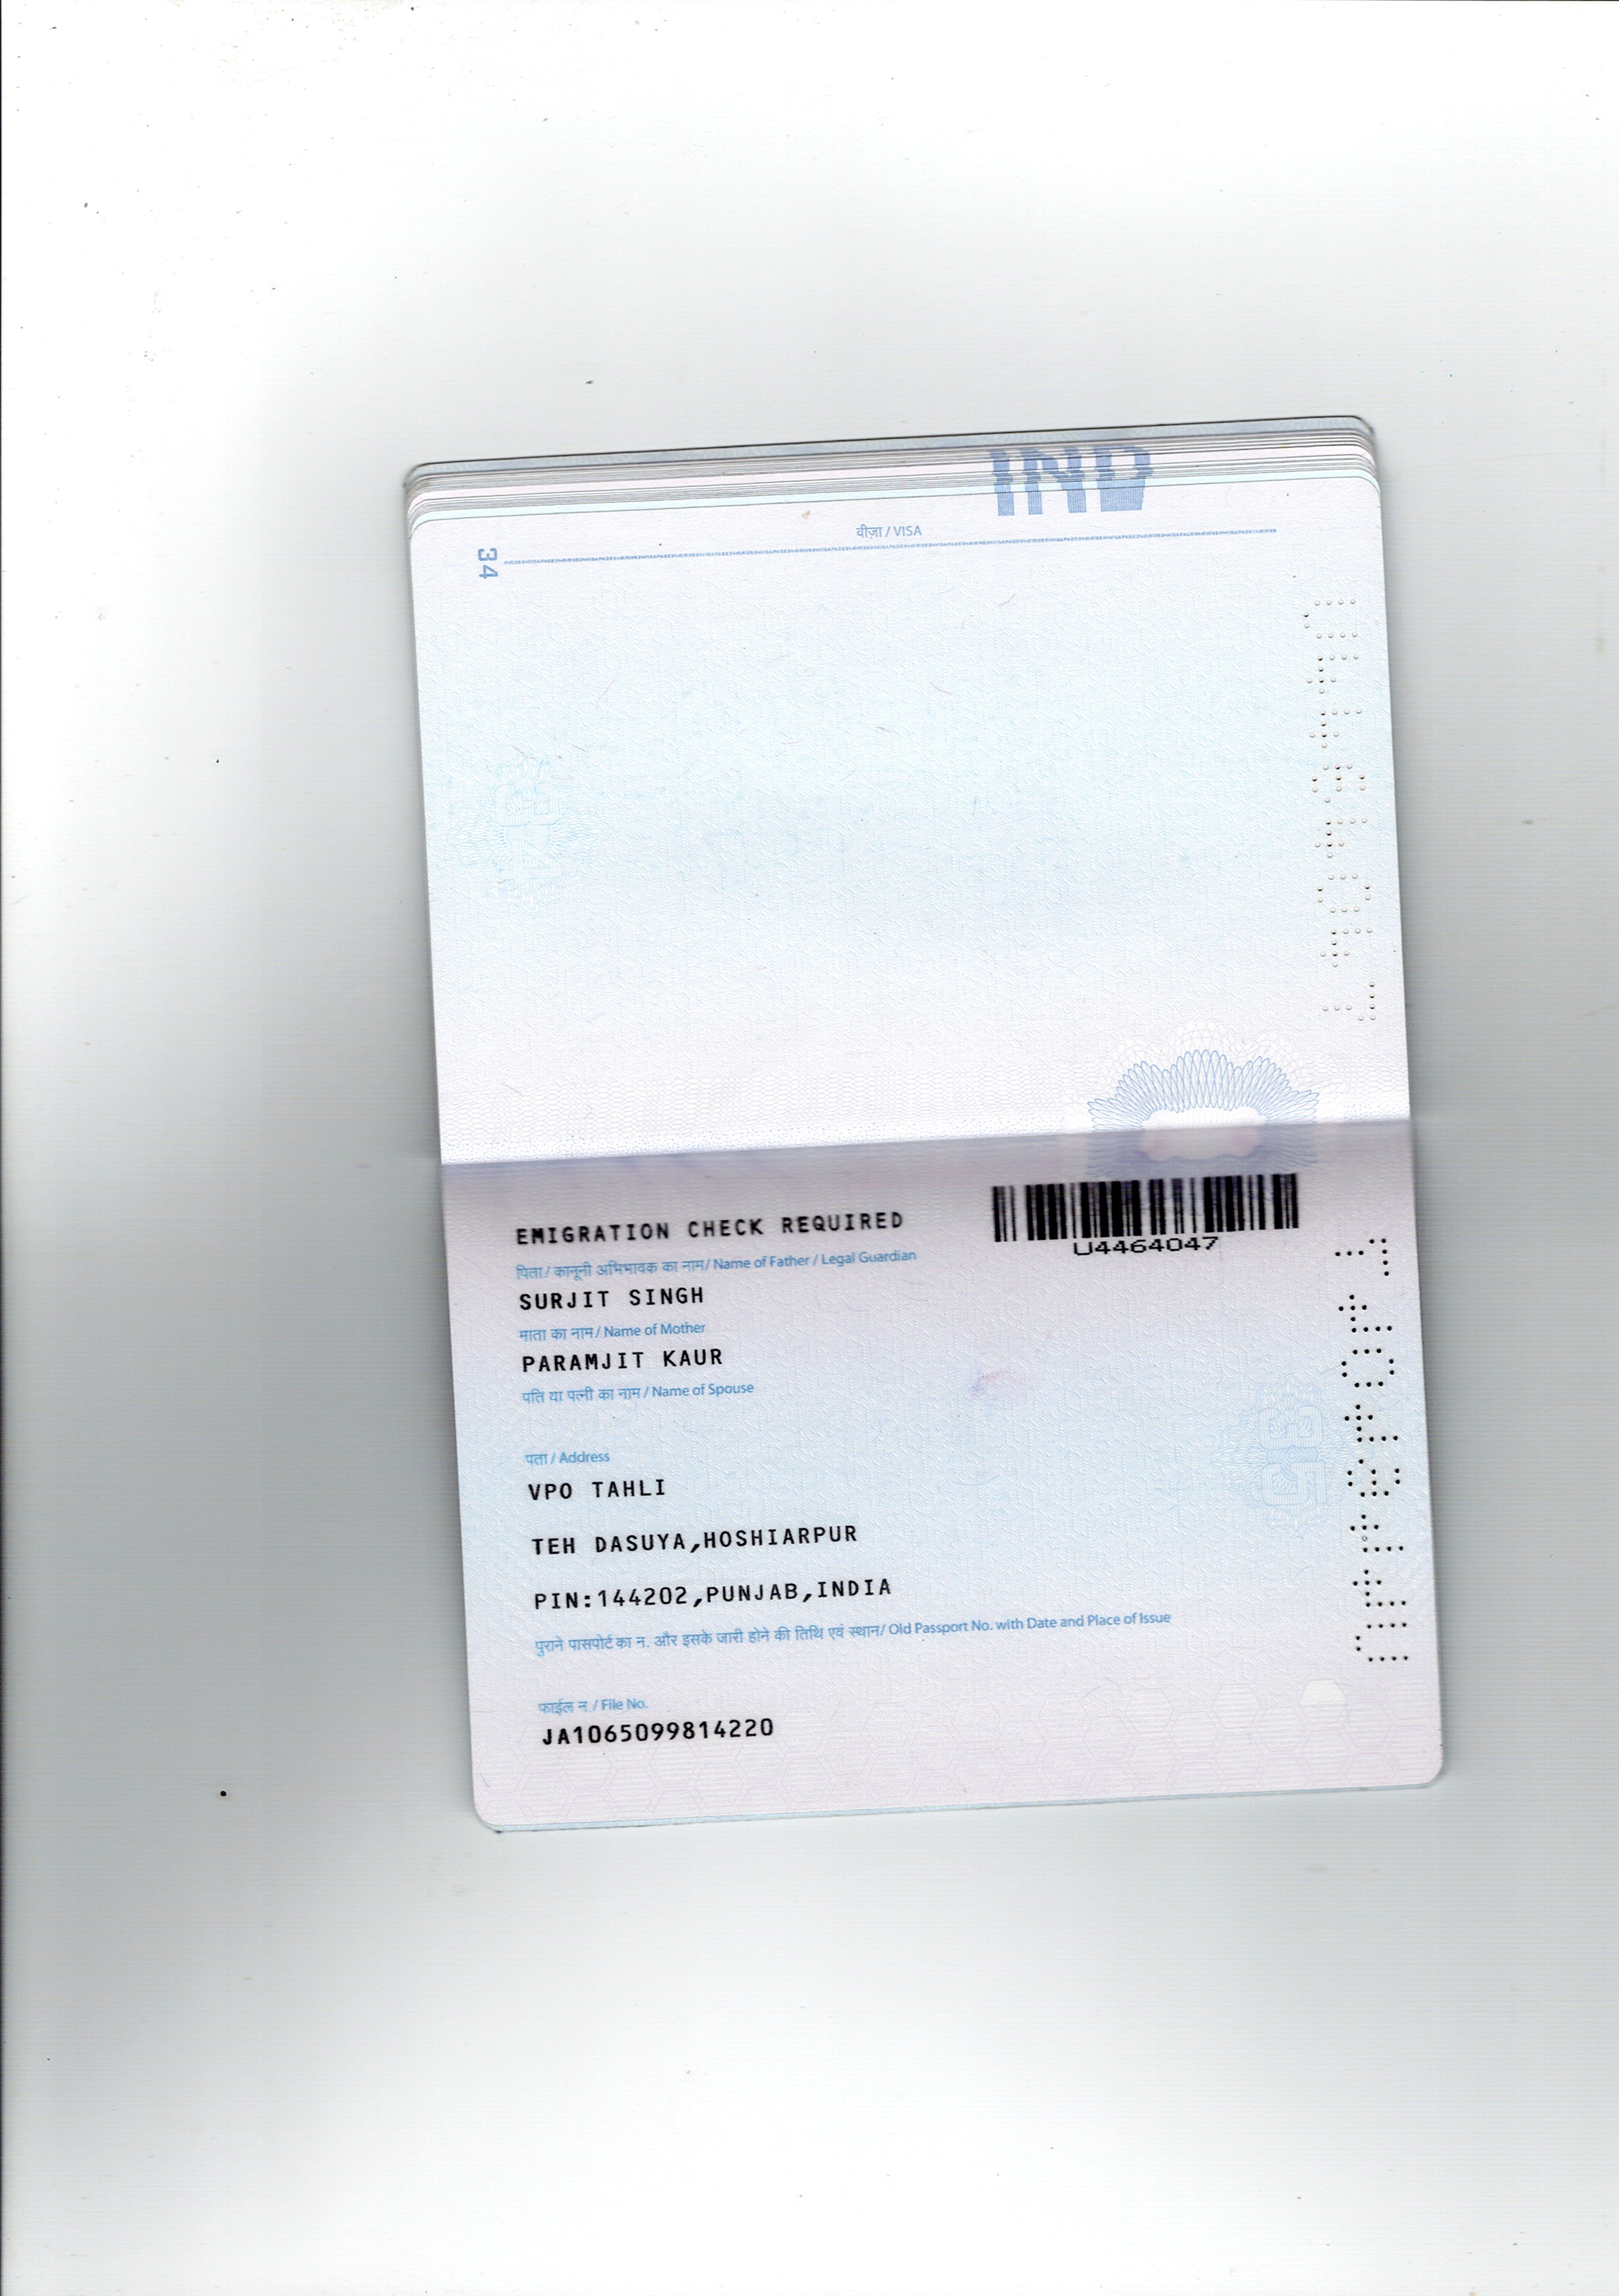 IND
वीज़ा / VISA
34
EMIGRATION CHECK REQUIRED
U4464047
पिता / कानूनी अभिभावक का नाम / Name of Father / Legal Guardian
SURJIT SINGH
माता का नाम / Name of Mother
PARAMJIT KAUR
पति या पत्नी का नाम / Name of Spouse
पता / Address
VPO TAHLI
TEH DASUYA,HOSHIARPUR
PIN:144202,PUNJAB,INDIA
पुराने पासपोर्ट का न. और इसके जारी होने की तिथि एवं स्थान/ Old Passport No. with Date and Place of Issue
फाईल न / File No.
JA1065099814220
U4464047
35